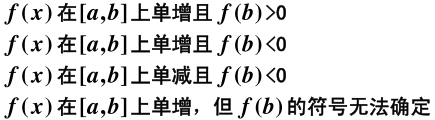 f(x)在[a,b]上单增且f(b)>0
f(x)在[a,b]上单增且f(b)<0
f(x)在[a,b]上单减且f(b)<0
f(x)在[a,b]上单增，但f(b)的符号无法确定